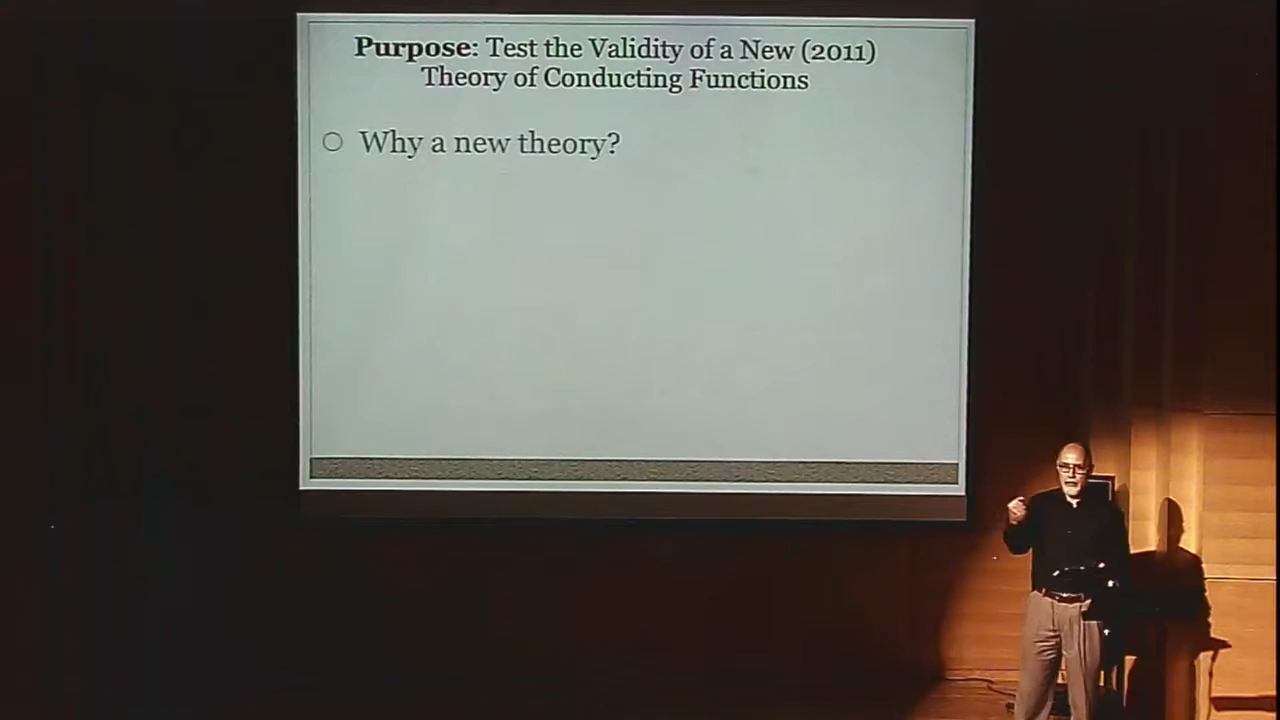 Purpose: Test the Validity of a New (2011)
Theory of Conducting Functions
Why a new theory?